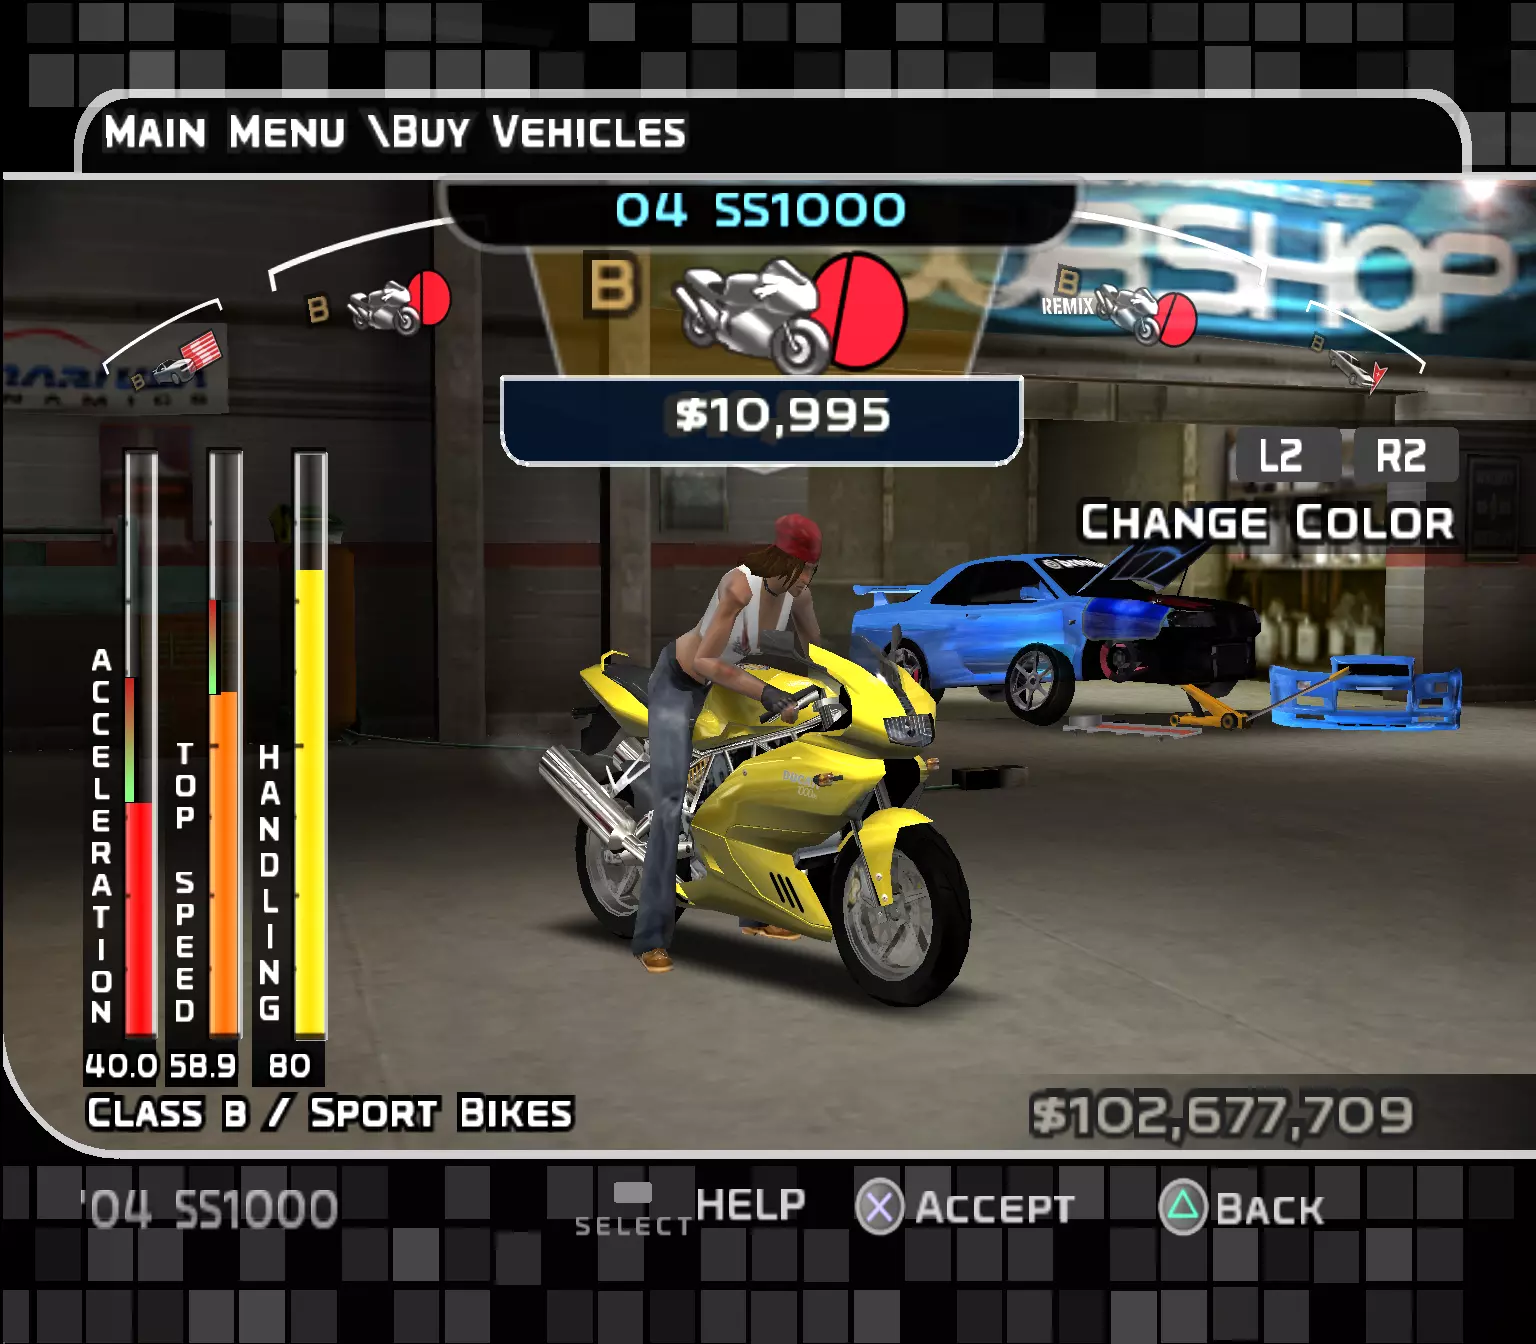 MAIN MENU \BUY VEHICLES
04 SS1000
B
B
B
REMIX
B
B
$10,995
L2 R2
CHANGE COLOR
ACCELERATION
TOP SPEED
HANDLING
40.0 58.9 80
CLASS B / SPORT BIKES
$102,677,709
'04 SS1000
SELECT HELP
ACCEPT
BACK